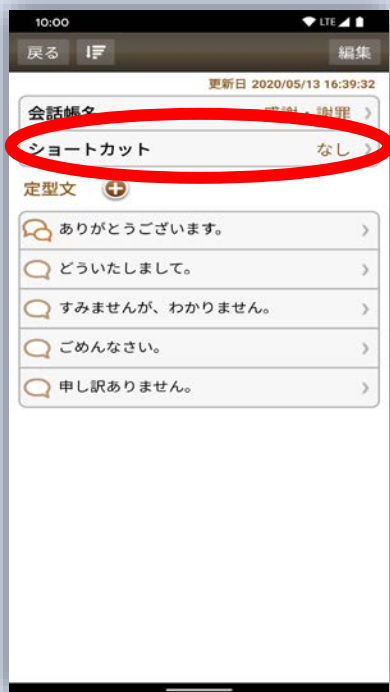 10:00 LTE
戻る 編集
更新日 2020/05/13 16:39:32
会話帳名 感謝・謝罪
ショートカット なし
定型文
ありがとうございます。
どういたしまして。
すみませんが、わかりません。
ごめんなさい。
申し訳ありません。